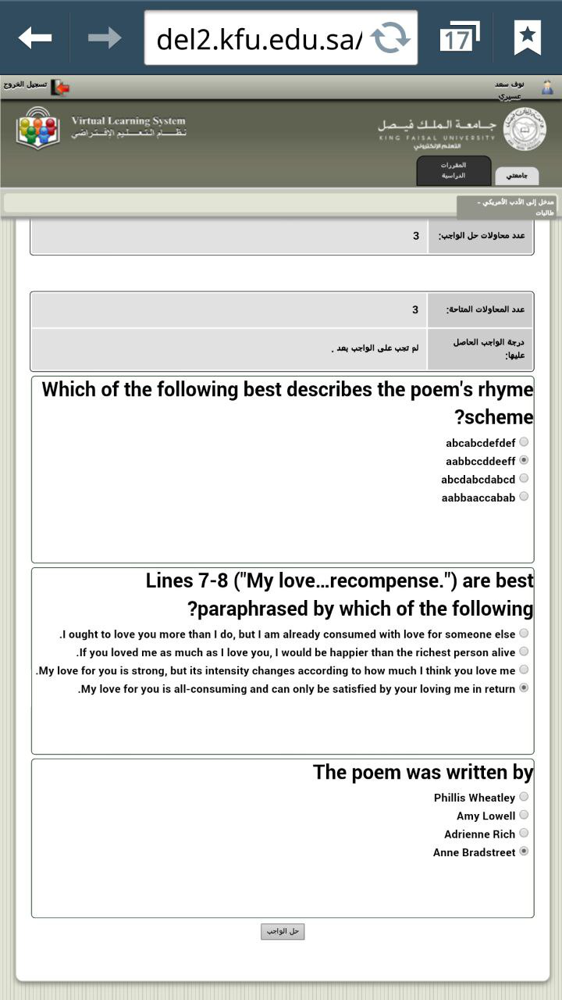 del2.kfu.edu.sa/
17
نوف سعد
عسيري
تسجيل الخروج
جامعة الملك فيصل
KING FAISAL UNIVERSITY
التعلم الإلكتروني
Virtual Learning System
نظام التعليم الإفتراضي
جامعتي
المقررات
الدراسية
مدخل إلى الأدب الأمريكي -
طالبات
عدد محاولات حل الواجب:
3
عدد المحاولات المتاحة:
3
درجة الواجب الحاصل
عليها:
لم تجب على الواجب بعد .
Which of the following best describes the poem's rhyme
?scheme
abcabcdefdef
aabbccddeeff
abcdabcdabcd
aabbaaccabab
Lines 7-8 ("My love...recompense.") are best
?paraphrased by which of the following
.I ought to love you more than I do, but I am already consumed with love for someone else
.If you loved me as much as I love you, I would be happier than the richest person alive
.My love for you is strong, but its intensity changes according to how much I think you love me
.My love for you is all-consuming and can only be satisfied by your loving me in return
The poem was written by
Phillis Wheatley
Amy Lowell
Adrienne Rich
Anne Bradstreet
حل الواجب